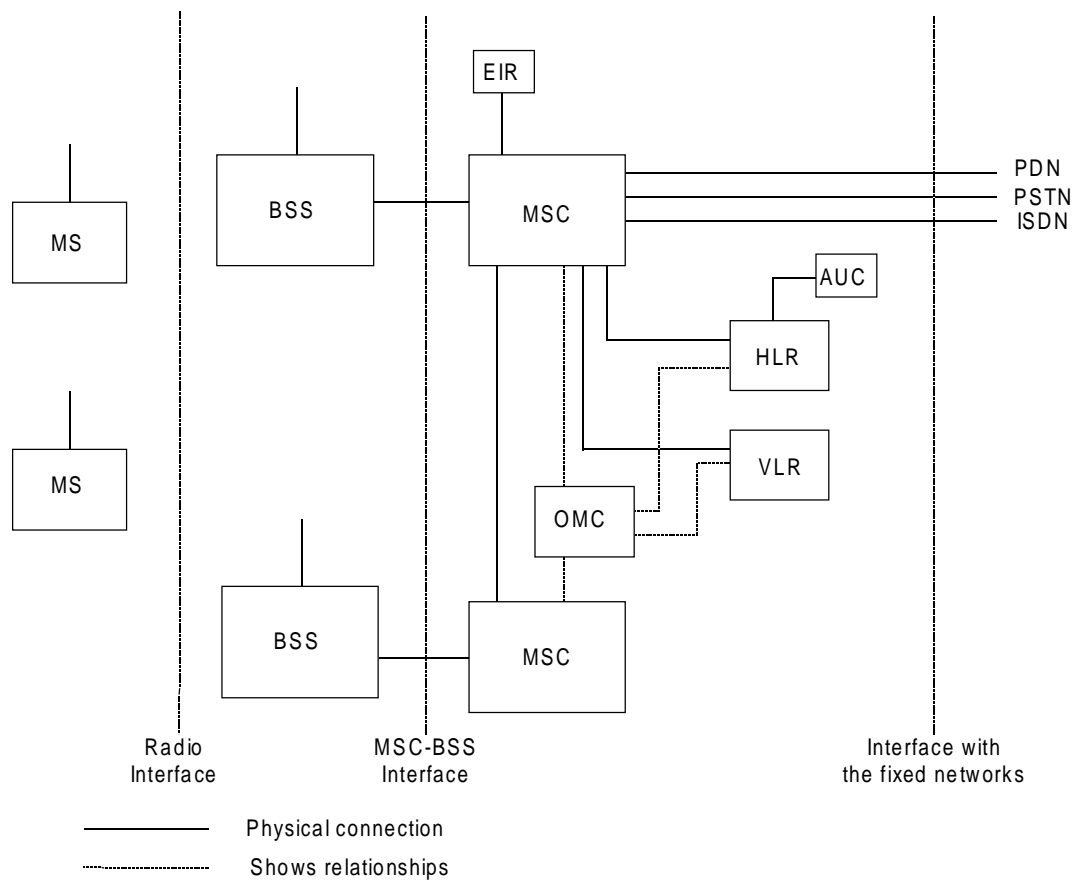 EIR
PDN
BSS
MSC
PSTN
ISDN
MS
AUC
HLR
VLR
MS
OMC
BSS
MSC
Radio
Interface
MSC-BSS
Interface
Interface with
the fixed networks
Physical connection
Shows relationships